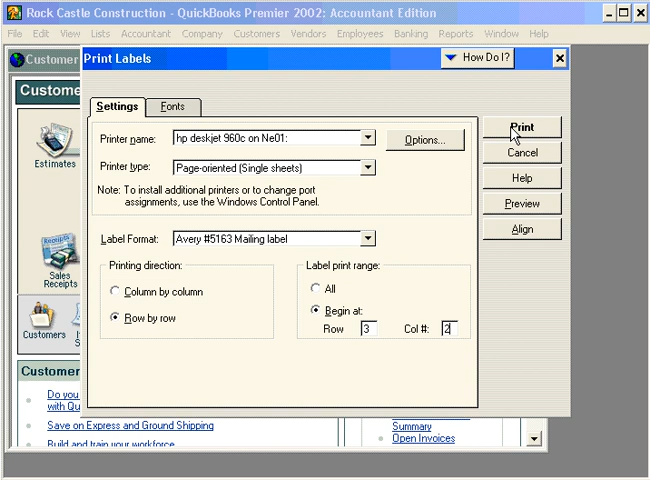 Rock Castle Construction - QuickBooks Premier 2002: Accountant Edition
File Edit View Lists Accountant Company Customers Vendors Employees Banking Reports Window Help
Customer
Print Labels
How Do I?
Custome
Settings
Fonts
Printer name:
hp deskjet 960c on Ne01:
Options...
Print
Cancel
Help
Preview
Align
Printer type:
Page-oriented (Single sheets)
Note: To install additional printers or to change port
assignments, use the Windows Control Panel.
Label Format:
Avery #5163 Mailing label
Printing direction:
Column by column
Row by row
Label print range:
All
Begin at:
Row 3 Col #: 2
Estimates
Sales
Receipts
Customers
Customer
Do you
with Qu
Save on Express and Ground Shipping
Build and train your workforce
Summary
Open Invoices